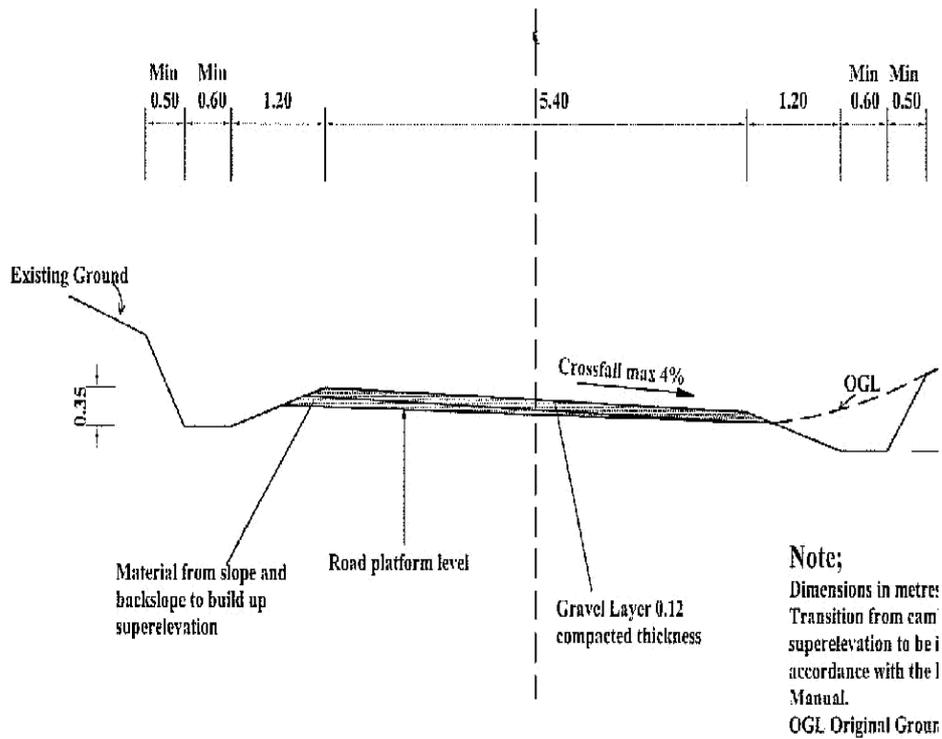 Min Min Min Min
0.50 0.60 1.20 5.40 1.20 0.60 0.50
Existing Ground
Crossfall max 4%
OGL
0.35
Material from slope and
backslope to build up
superelevation
Road platform level
Gravel Layer 0.12
compacted thickness
Note;
Dimensions in metres
Transition from cam
superelevation to be i
accordance with the
Manual.
OGL Original Groun